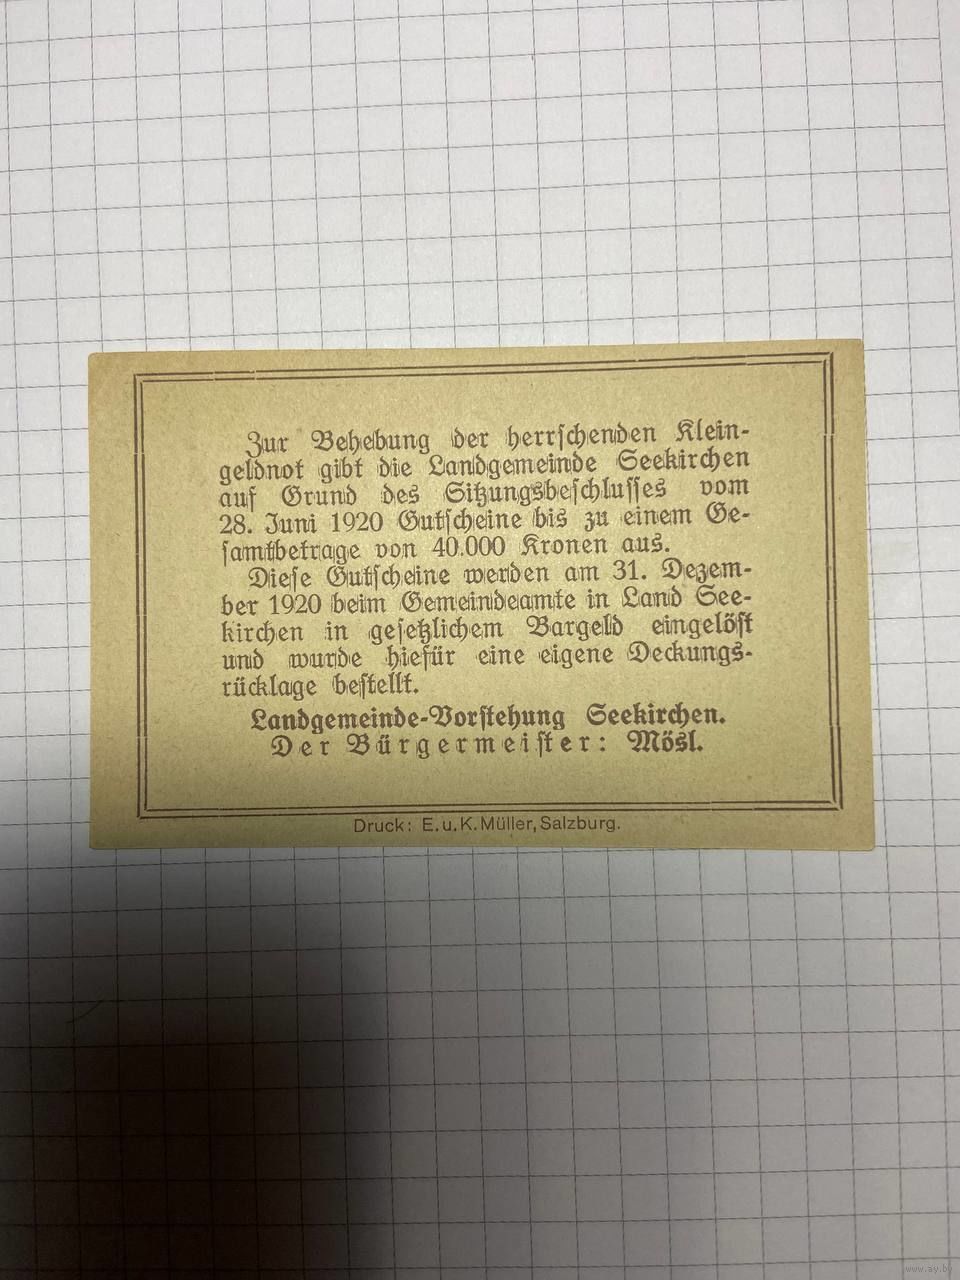 Zur Behebung der herrschenden Klein-
geldnot gibt die Landgemeinde Seekirchen
auf Grund des Sitzungsbeschlusses vom
28. Juni 1920 Gutscheine bis zu einem Ge-
samtbetrage von 40.000 Kronen aus.
Diese Gutscheine werden am 31. Dezem-
ber 1920 beim Gemeindeamte in Land See-
kirchen in gesetzlichem Bargeld eingelöst
und wurde hiefür eine eigene Deckungs-
rücklage bestellt.
Landgemeinde-Vorstehung Seekirchen.
Der Bürgermeister: Mösl.
Druck: E. u. K. Müller, Salzburg.
www.ay.by